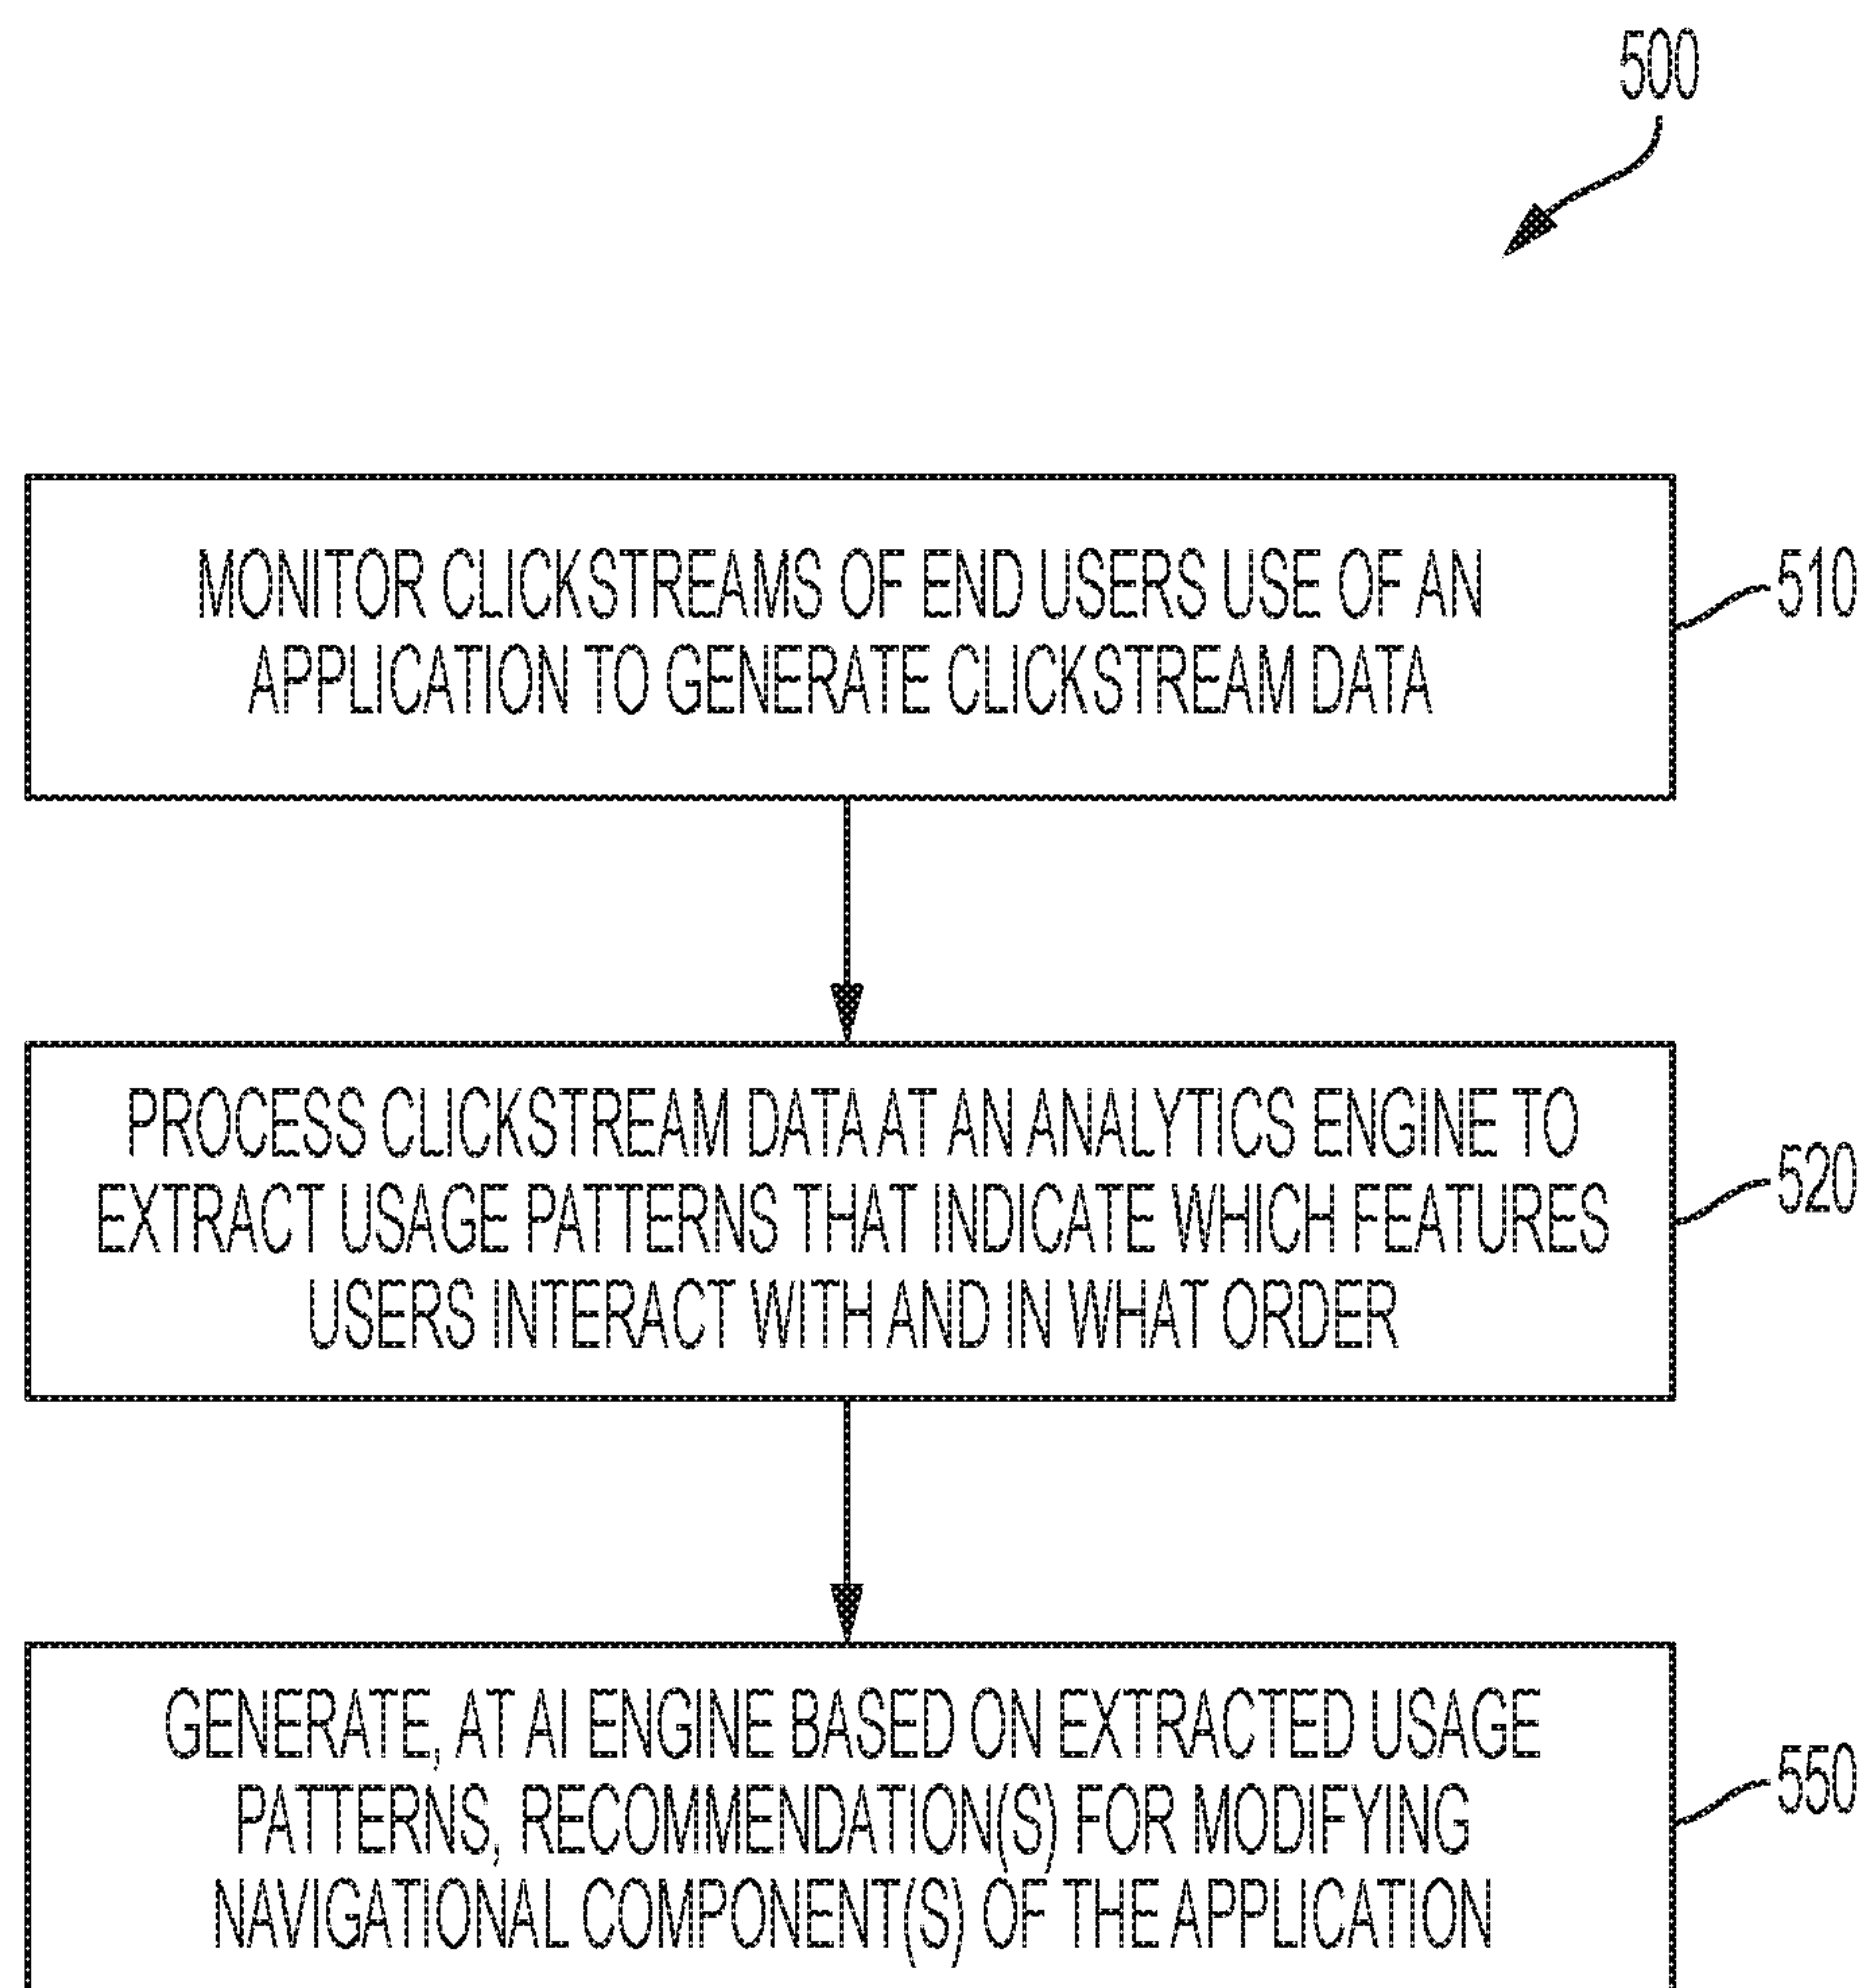 500
MONITOR CLICKSTREAMS OF END USERS USE OF AN
APPLICATION TO GENERATE CLICKSTREAM DATA
510
PROCESS CLICKSTREAM DATA AT AN ANALYTICS ENGINE TO
EXTRACT USAGE PATTERNS THAT INDICATE WHICH FEATURES
USERS INTERACT WITH AND IN WHAT ORDER
520
GENERATE, AT AI ENGINE BASED ON EXTRACTED USAGE
PATTERNS, RECOMMENDATION(S) FOR MODIFYING
NAVIGATIONAL COMPONENT(S) OF THE APPLICATION
550